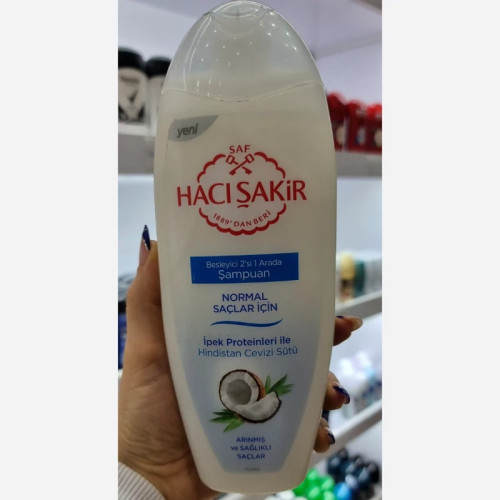 yeni
SAF
HACI ŞAKİR
1889'DAN BERİ
Besleyici 2'si 1 Arada
Şampuan
NORMAL
SAÇLAR İÇİN
İpek Proteinleri ile
Hindistan Cevizi Sütü
ARINMIŞ
ve SAĞLIKLI
SAÇLAR